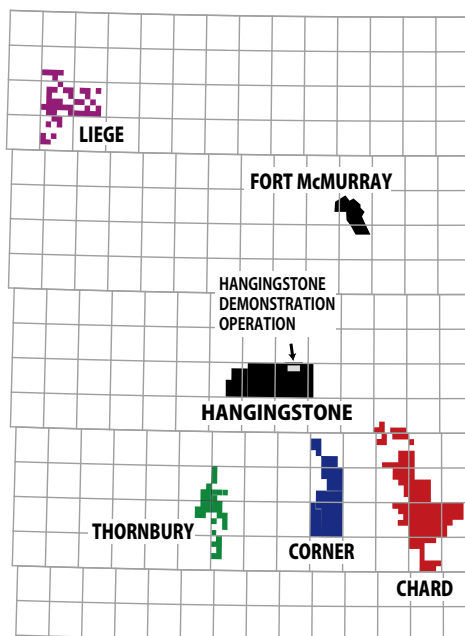 LIEGE
FORT McMURRAY
HANGINGSTONE
DEMONSTRATION
OPERATION
HANGINGSTONE
THORNBURY
CORNER
CHARD